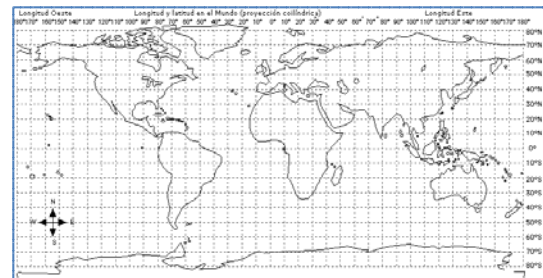 Longitud Oeste Longitud y latitud en el Mundo (proyección cilíndrica) Longitud Este
180° 170° 160° 150° 140° 130° 120° 110° 100° 90° 80° 70° 60° 50° 40° 30° 20° 10° 0° 10° 20° 30° 40° 50° 60° 70° 80° 90° 100° 110° 120° 130° 140° 150° 160° 170° 180°
80°N
70°N
60°N
50°N
40°N
30°N
20°N
10°N
0°
10°S
20°S
30°S
N
40°S
W E
50°S
S
60°S
70°S
80°S